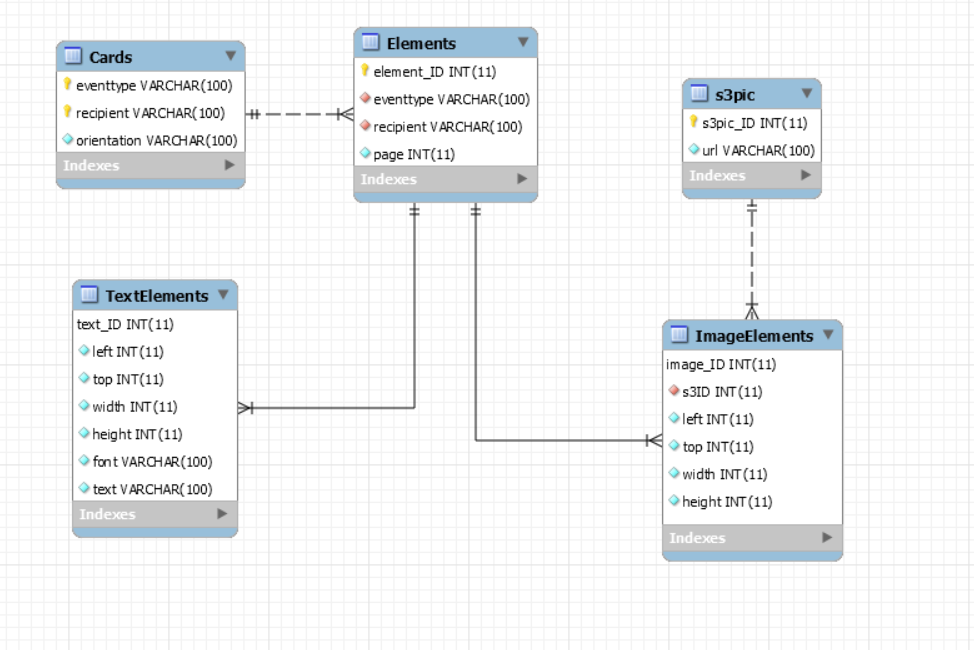 Cards
eventtype VARCHAR(100)
recipient VARCHAR(100)
orientation VARCHAR(100)
Indexes
Elements
element_ID INT(11)
eventtype VARCHAR(100)
recipient VARCHAR(100)
page INT(11)
Indexes
s3pic
s3pic_ID INT(11)
url VARCHAR(100)
Indexes
TextElements
text_ID INT(11)
left INT(11)
top INT(11)
width INT(11)
height INT(11)
font VARCHAR(100)
text VARCHAR(100)
Indexes
ImageElements
image_ID INT(11)
s3ID INT(11)
left INT(11)
top INT(11)
width INT(11)
height INT(11)
Indexes